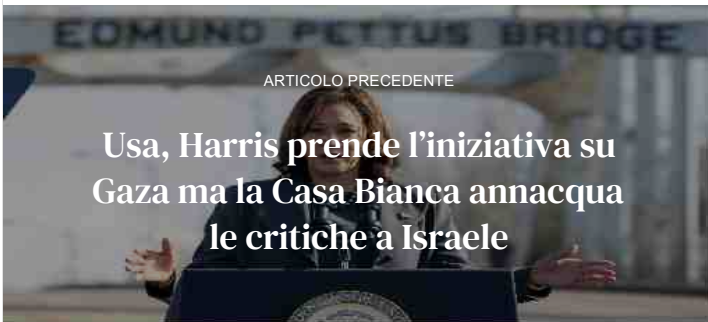 EDMUND PETTUS BRIDGE
ARTICOLO PRECEDENTE
Usa, Harris prende l’iniziativa su
Gaza ma la Casa Bianca annacqua
le critiche a Israele